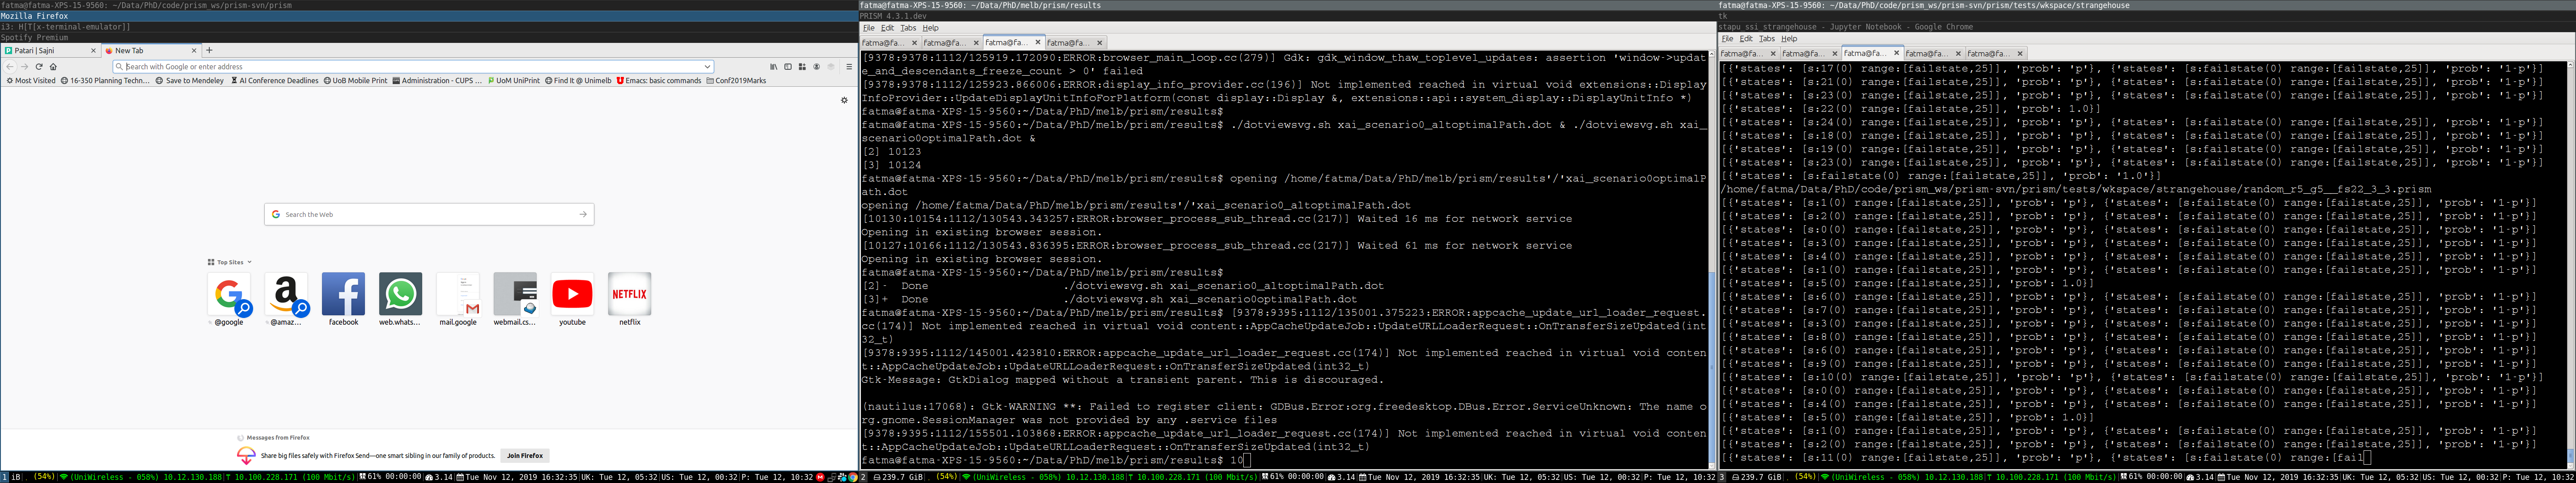 fatma@fatma-XPS-15-9560: ~/Data/PhD/code/prism_ws/prism-svn/prism
Mozilla Firefox
i3: H[T[x-terminal-emulator]]
Spotify Premium
Patari | Sajni
New Tab
Search with Google or enter address
Most Visited
16-350 Planning Techn…
Save to Mendeley
AI Conference Deadlines
UoB Mobile Print
Administration - CUPS …
UoM UniPrint
Find It @ Unimelb
Emacs: basic commands
Conf2019Marks
Search the Web
Top Sites
@google
@amaz…
facebook
web.whats…
mail.google
webmail.cs…
youtube
NETFLIX
netflix
Messages from Firefox
Share big files safely with Firefox Send—one smart sibling in our family of products.
Join Firefox
1 iB| (54%) (UniWireless - 058%) 10.12.130.188 10.100.228.171 (100 Mbit/s) 61% 00:00:00 3.14 Tue Nov 12, 2019 16:32:35 UK: Tue 12, 05:32 US: Tue 12, 00:32 P: Tue 12, 10:32
fatma@fatma-XPS-15-9560: ~/Data/PhD/melb/prism/results
PRISM 4.3.1.dev
File Edit Tabs Help
fatma@fa… fatma@fa… fatma@fa… fatma@fa…
[9378:9378:1112/125919.172090:ERROR:browser_main_loop.cc(279)] Gdk: gdk_window_thaw_toplevel_updates: assertion 'window->updat
e_and_descendants_freeze_count > 0' failed
[9378:9378:1112/125923.866006:ERROR:display_info_provider.cc(196)] Not implemented reached in virtual void extensions::Display
InfoProvider::UpdateDisplayUnitInfoForPlatform(const display::Display &, extensions::api::system_display::DisplayUnitInfo *)
fatma@fatma-XPS-15-9560:~/Data/PhD/melb/prism/results$
fatma@fatma-XPS-15-9560:~/Data/PhD/melb/prism/results$ ./dotviewsvg.sh xai_scenario0_altoptimalPath.dot & ./dotviewsvg.sh xai_
scenario0optimalPath.dot &
[2] 10123
[3] 10124
fatma@fatma-XPS-15-9560:~/Data/PhD/melb/prism/results$ opening /home/fatma/Data/PhD/melb/prism/results'/'xai_scenario0optimalP
ath.dot
opening /home/fatma/Data/PhD/melb/prism/results'/'xai_scenario0_altoptimalPath.dot
[10130:10154:1112/130543.343257:ERROR:browser_process_sub_thread.cc(217)] Waited 16 ms for network service
Opening in existing browser session.
[10127:10166:1112/130543.836395:ERROR:browser_process_sub_thread.cc(217)] Waited 61 ms for network service
Opening in existing browser session.
fatma@fatma-XPS-15-9560:~/Data/PhD/melb/prism/results$
[2]- Done ./dotviewsvg.sh xai_scenario0_altoptimalPath.dot
[3]+ Done ./dotviewsvg.sh xai_scenario0optimalPath.dot
fatma@fatma-XPS-15-9560:~/Data/PhD/melb/prism/results$ [9378:9395:1112/135001.375223:ERROR:appcache_update_url_loader_request.
cc(174)] Not implemented reached in virtual void content::AppCacheUpdateJob::UpdateURLLoaderRequest::OnTransferSizeUpdated(int
32_t)
[9378:9395:1112/145001.423810:ERROR:appcache_update_url_loader_request.cc(174)] Not implemented reached in virtual void conten
t::AppCacheUpdateJob::UpdateURLLoaderRequest::OnTransferSizeUpdated(int32_t)
Gtk-Message: GtkDialog mapped without a transient parent. This is discouraged.
(nautilus:17068): Gtk-WARNING **: Failed to register client: GDBus.Error:org.freedesktop.DBus.Error.ServiceUnknown: The name o
rg.gnome.SessionManager was not provided by any .service files
[9378:9395:1112/155501.103868:ERROR:appcache_update_url_loader_request.cc(174)] Not implemented reached in virtual void conten
t::AppCacheUpdateJob::UpdateURLLoaderRequest::OnTransferSizeUpdated(int32_t)
fatma@fatma-XPS-15-9560:~/Data/PhD/melb/prism/results$ 10
2 239.7 GiB| (54%) (UniWireless - 058%) 10.12.130.188 10.100.228.171 (100 Mbit/s) 61% 00:00:00 3.14 Tue Nov 12, 2019 16:32:35 UK: Tue 12, 05:32 US: Tue 12, 00:32 P: Tue 12, 10:32
fatma@fatma-XPS-15-9560: ~/Data/PhD/code/prism_ws/prism-svn/prism/tests/wkspace/strangehouse
tk
stapu_ssi_strangehouse - Jupyter Notebook - Google Chrome
File Edit Tabs Help
fatma@fa… fatma@fa… fatma@fa… fatma@fa… fatma@fa…
[{'states': [s:17(0) range:[failstate,25]], 'prob': 'p'}, {'states': [s:failstate(0) range:[failstate,25]], 'prob': '1-p'}]
[{'states': [s:21(0) range:[failstate,25]], 'prob': 'p'}, {'states': [s:failstate(0) range:[failstate,25]], 'prob': '1-p'}]
[{'states': [s:23(0) range:[failstate,25]], 'prob': 'p'}, {'states': [s:failstate(0) range:[failstate,25]], 'prob': '1-p'}]
[{'states': [s:22(0) range:[failstate,25]], 'prob': 1.0}]
[{'states': [s:24(0) range:[failstate,25]], 'prob': 'p'}, {'states': [s:failstate(0) range:[failstate,25]], 'prob': '1-p'}]
[{'states': [s:18(0) range:[failstate,25]], 'prob': 'p'}, {'states': [s:failstate(0) range:[failstate,25]], 'prob': '1-p'}]
[{'states': [s:19(0) range:[failstate,25]], 'prob': 'p'}, {'states': [s:failstate(0) range:[failstate,25]], 'prob': '1-p'}]
[{'states': [s:23(0) range:[failstate,25]], 'prob': 'p'}, {'states': [s:failstate(0) range:[failstate,25]], 'prob': '1-p'}]
[{'states': [s:failstate(0) range:[failstate,25]], 'prob': '1.0'}]
/home/fatma/Data/PhD/code/prism_ws/prism-svn/prism/tests/wkspace/strangehouse/random_r5_g5__fs22_3_3.prism
[{'states': [s:1(0) range:[failstate,25]], 'prob': 'p'}, {'states': [s:failstate(0) range:[failstate,25]], 'prob': '1-p'}]
[{'states': [s:2(0) range:[failstate,25]], 'prob': 'p'}, {'states': [s:failstate(0) range:[failstate,25]], 'prob': '1-p'}]
[{'states': [s:0(0) range:[failstate,25]], 'prob': 'p'}, {'states': [s:failstate(0) range:[failstate,25]], 'prob': '1-p'}]
[{'states': [s:3(0) range:[failstate,25]], 'prob': 'p'}, {'states': [s:failstate(0) range:[failstate,25]], 'prob': '1-p'}]
[{'states': [s:4(0) range:[failstate,25]], 'prob': 'p'}, {'states': [s:failstate(0) range:[failstate,25]], 'prob': '1-p'}]
[{'states': [s:1(0) range:[failstate,25]], 'prob': 'p'}, {'states': [s:failstate(0) range:[failstate,25]], 'prob': '1-p'}]
[{'states': [s:5(0) range:[failstate,25]], 'prob': 1.0}]
[{'states': [s:6(0) range:[failstate,25]], 'prob': 'p'}, {'states': [s:failstate(0) range:[failstate,25]], 'prob': '1-p'}]
[{'states': [s:7(0) range:[failstate,25]], 'prob': 'p'}, {'states': [s:failstate(0) range:[failstate,25]], 'prob': '1-p'}]
[{'states': [s:3(0) range:[failstate,25]], 'prob': 'p'}, {'states': [s:failstate(0) range:[failstate,25]], 'prob': '1-p'}]
[{'states': [s:8(0) range:[failstate,25]], 'prob': 'p'}, {'states': [s:failstate(0) range:[failstate,25]], 'prob': '1-p'}]
[{'states': [s:6(0) range:[failstate,25]], 'prob': 'p'}, {'states': [s:failstate(0) range:[failstate,25]], 'prob': '1-p'}]
[{'states': [s:9(0) range:[failstate,25]], 'prob': 'p'}, {'states': [s:failstate(0) range:[failstate,25]], 'prob': '1-p'}]
[{'states': [s:10(0) range:[failstate,25]], 'prob': 'p'}, {'states': [s:failstate(0) range:[failstate,25]], 'prob': '1-p'}]
[{'states': [s:0(0) range:[failstate,25]], 'prob': 'p'}, {'states': [s:failstate(0) range:[failstate,25]], 'prob': '1-p'}]
[{'states': [s:4(0) range:[failstate,25]], 'prob': 'p'}, {'states': [s:failstate(0) range:[failstate,25]], 'prob': '1-p'}]
[{'states': [s:5(0) range:[failstate,25]], 'prob': 1.0}]
[{'states': [s:1(0) range:[failstate,25]], 'prob': 'p'}, {'states': [s:failstate(0) range:[failstate,25]], 'prob': '1-p'}]
[{'states': [s:2(0) range:[failstate,25]], 'prob': 'p'}, {'states': [s:failstate(0) range:[failstate,25]], 'prob': '1-p'}]
[{'states': [s:11(0) range:[failstate,25]], 'prob': 'p'}, {'states': [s:failstate(0) range:[fail
3 239.7 GiB| (54%) (UniWireless - 058%) 10.12.130.188 10.100.228.171 (100 Mbit/s) 61% 00:00:00 3.14 Tue Nov 12, 2019 16:32:35 UK: Tue 12, 05:32 US: Tue 12, 00:32 P: Tue 12, 10:32